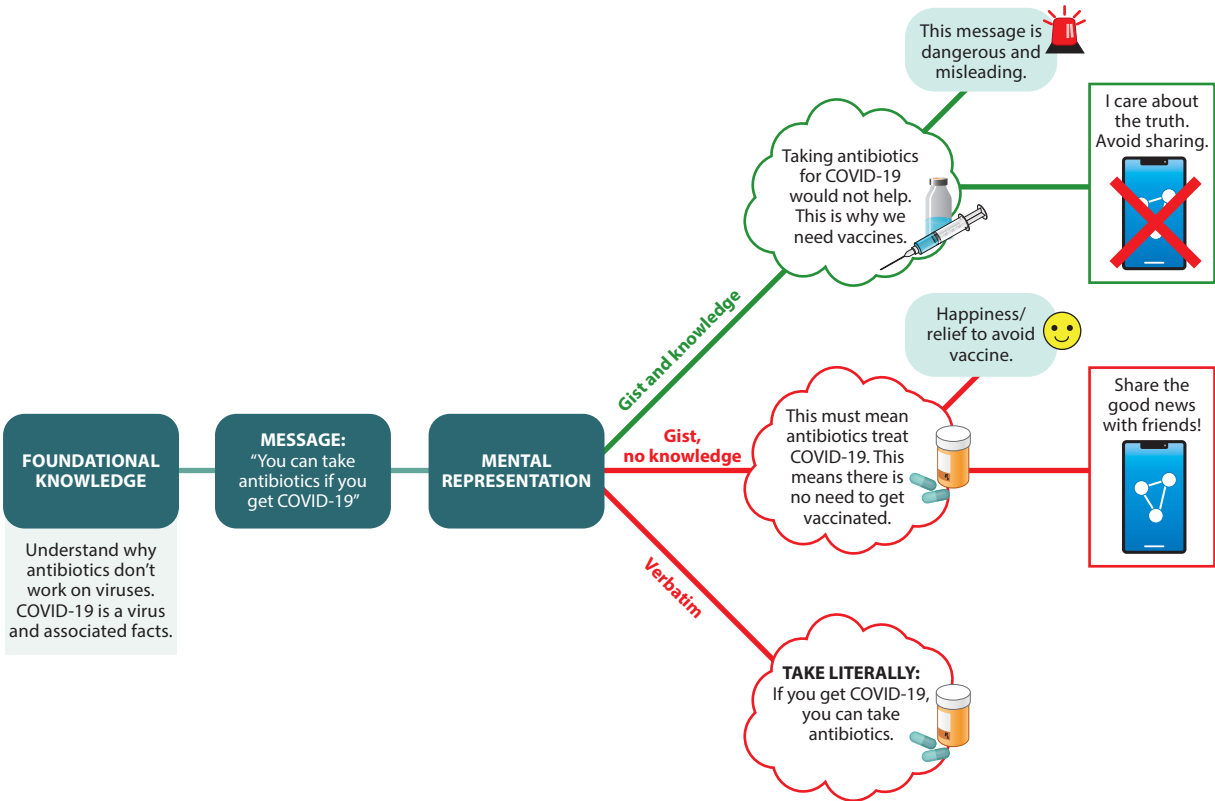 FOUNDATIONAL
KNOWLEDGE
Understand why
antibiotics don’t
work on viruses.
COVID-19 is a virus
and associated facts.
MESSAGE:
“You can take
antibiotics if you
get COVID-19”
MENTAL
REPRESENTATION
Gist and knowledge
Taking antibiotics
for COVID-19
would not help.
This is why we
need vaccines.
This message is
dangerous and
misleading.
I care about
the truth.
Avoid sharing.
Gist,
no knowledge
This must mean
antibiotics treat
COVID-19. This
means there is
no need to get
vaccinated.
Happiness/
relief to avoid
vaccine.
Share the
good news
with friends!
Verbatim
TAKE LITERALLY:
If you get COVID-19,
you can take
antibiotics.